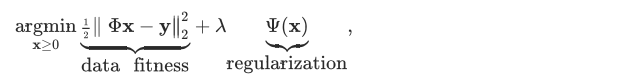 argmin ½‖ Φx − y‖₂² + λ Ψ(x) ,
x≥0
data fitness regularization